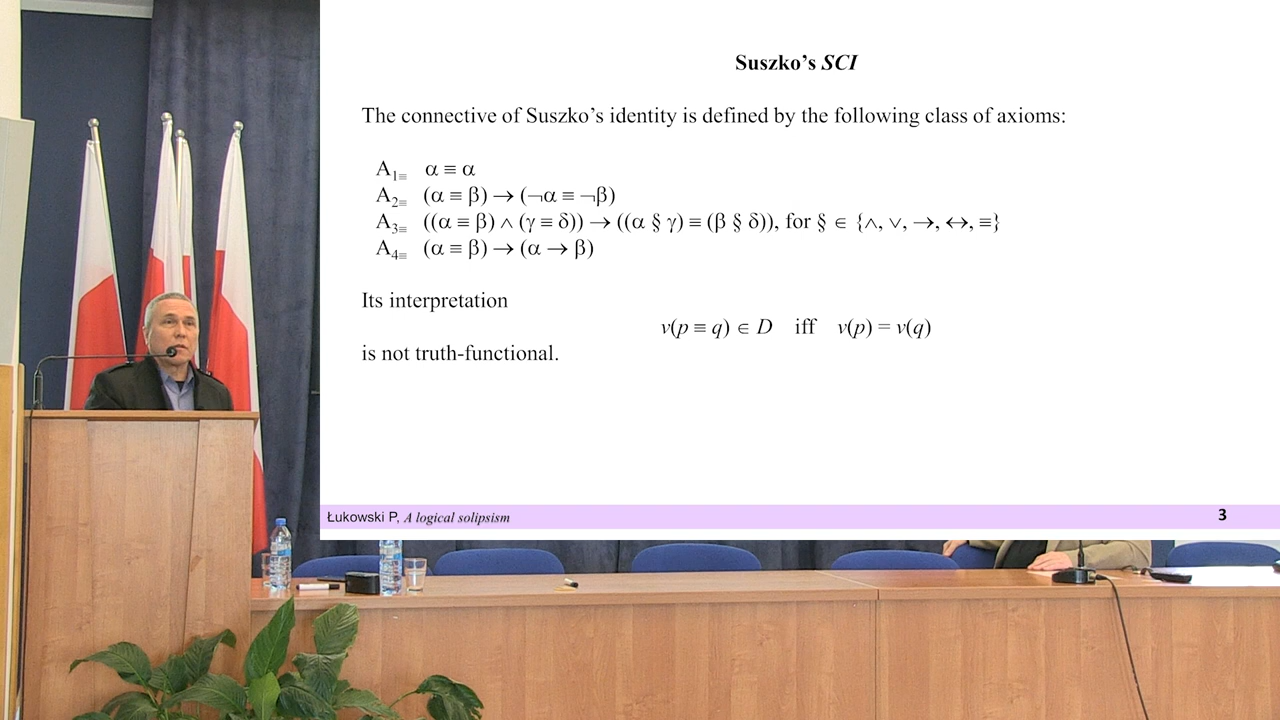 Suszko's SCI
The connective of Suszko's identity is defined by the following class of axioms:
A₁≡ α ≡ α
A₂≡ (α ≡ β) → (¬α ≡ ¬β)
A₃≡ ((α ≡ β) ∧ (γ ≡ δ)) → ((α § γ) ≡ (β § δ)), for § ∈ {∧, ∨, →, ↔, ≡}
A₄≡ (α ≡ β) → (α → β)
Its interpretation
v(p ≡ q) ∈ D iff v(p) = v(q)
is not truth-functional.
Łukowski P, A logical solipsism
3